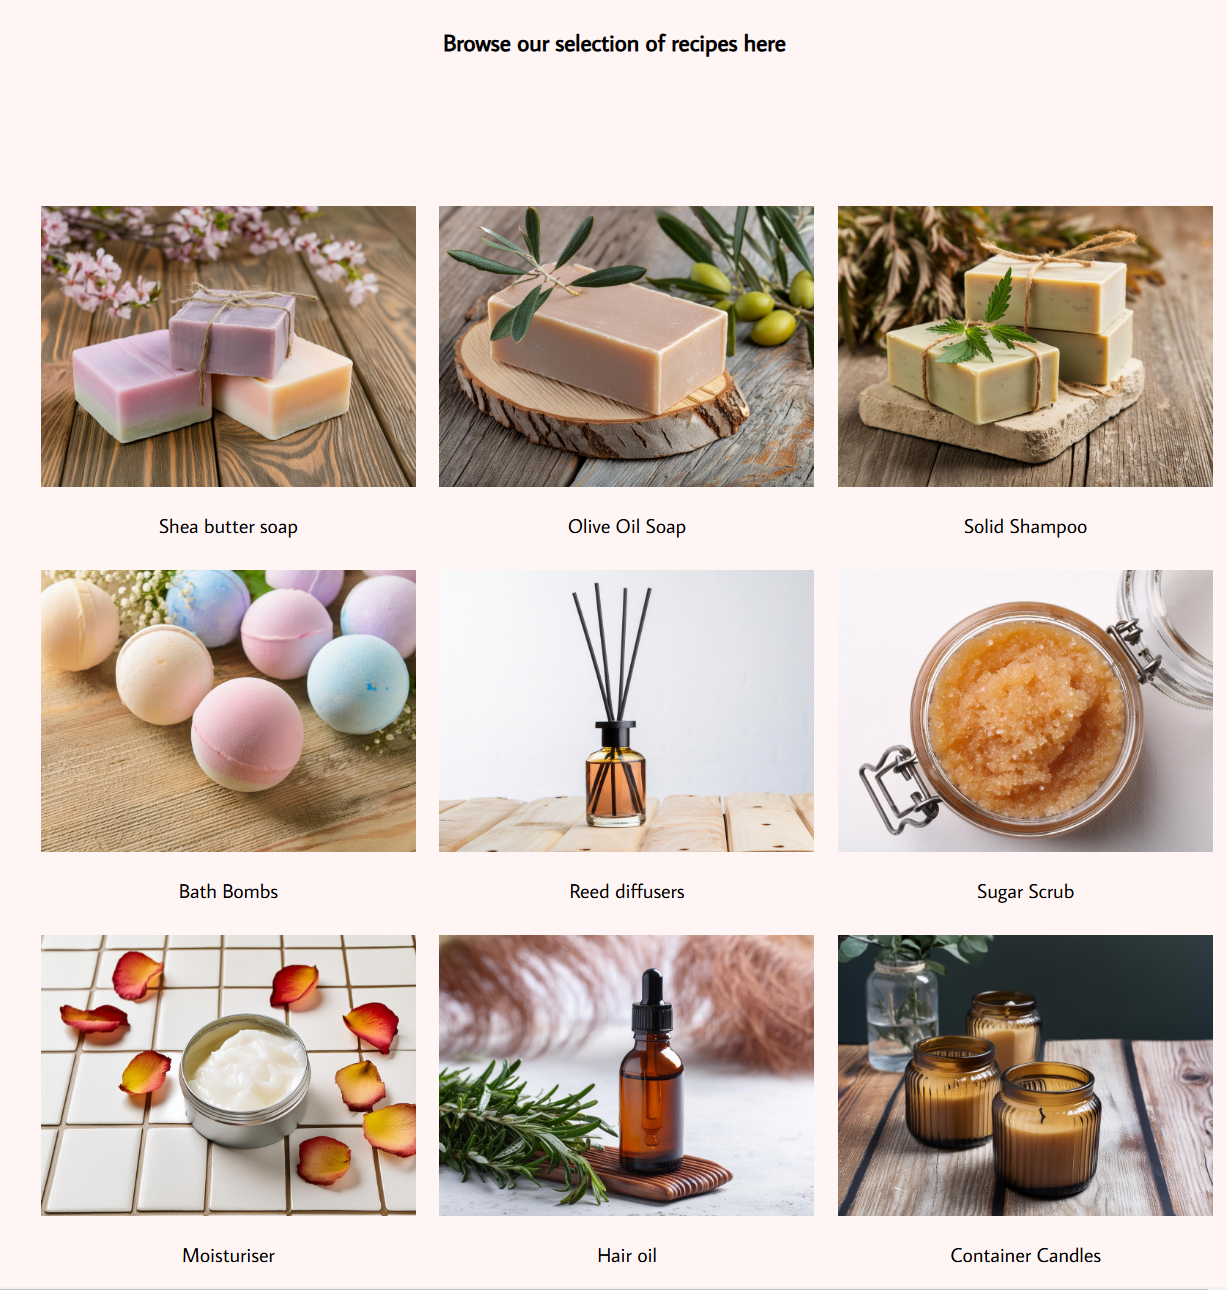 Browse our selection of recipes here
Shea butter soap
Olive Oil Soap
Solid Shampoo
Bath Bombs
Reed diffusers
Sugar Scrub
Moisturiser
Hair oil
Container Candles